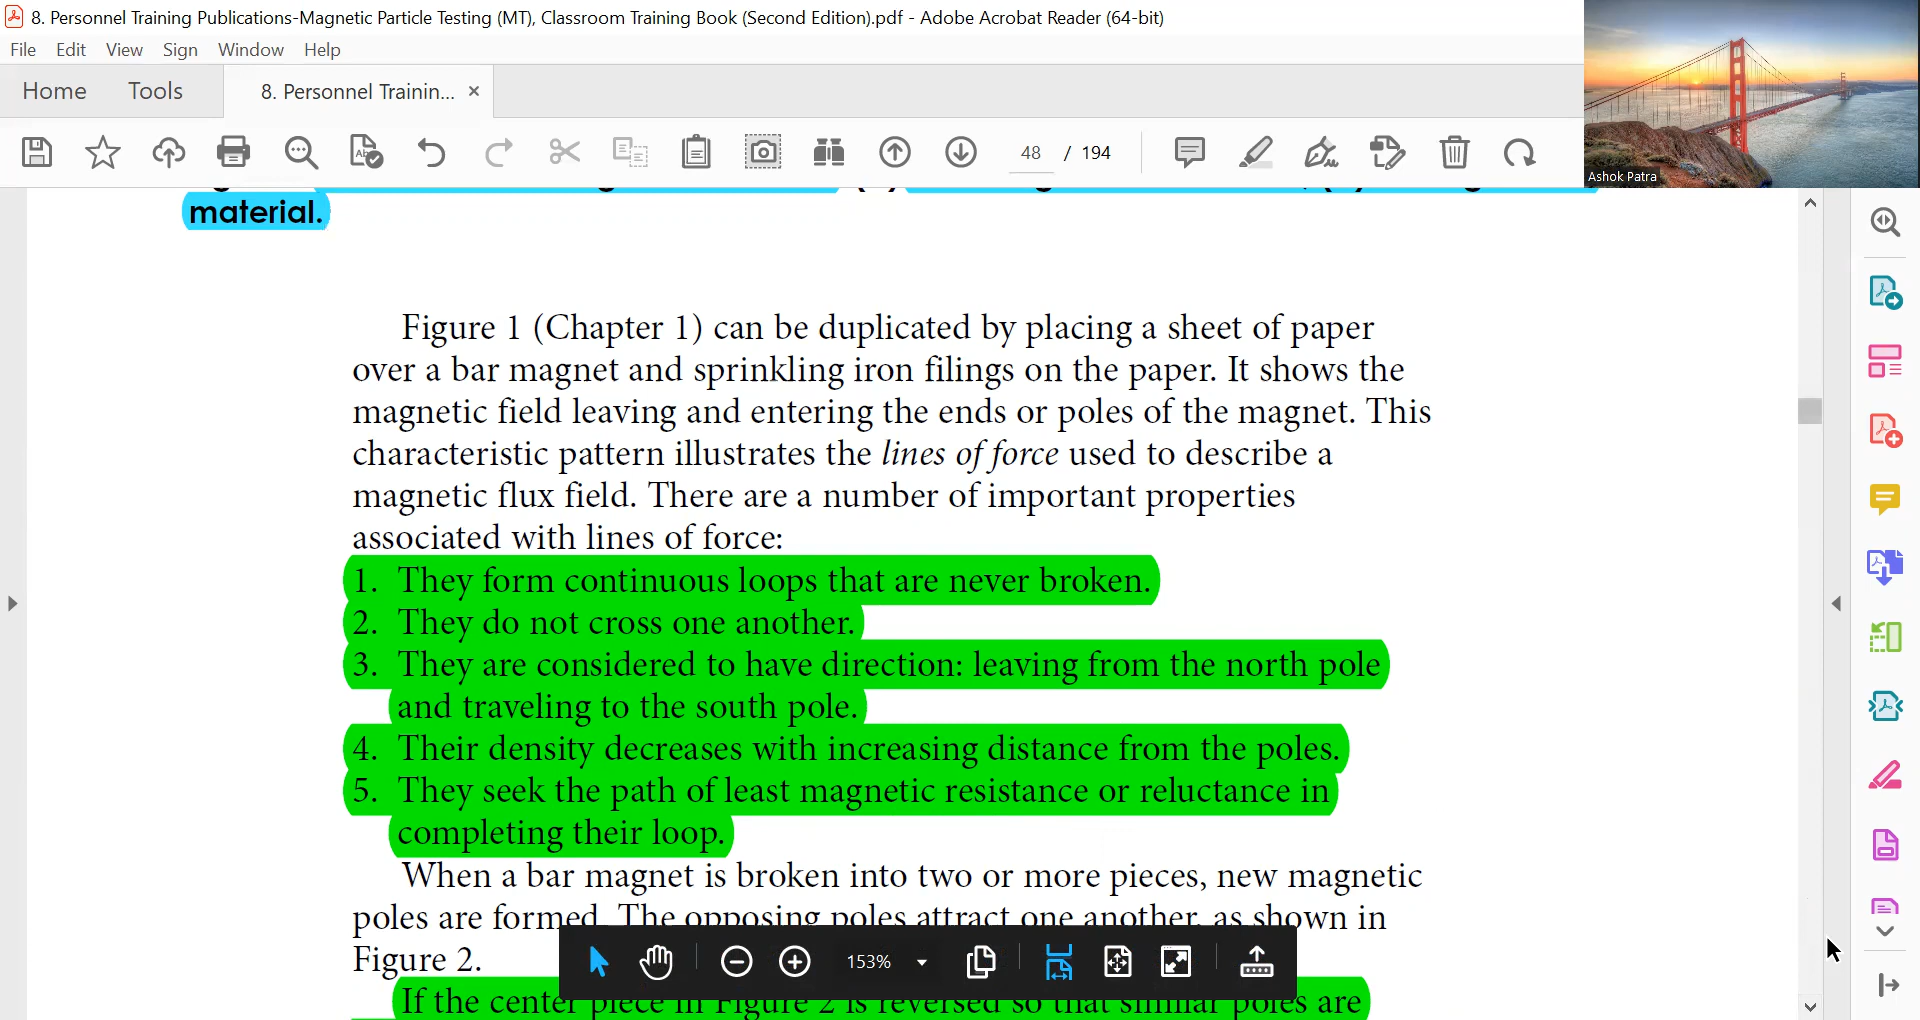 8. Personnel Training Publications-Magnetic Particle Testing (MT), Classroom Training Book (Second Edition).pdf - Adobe Acrobat Reader (64-bit)
File Edit View Sign Window Help
Home Tools 8. Personnel Trainin... ×
48 / 194
Ashok Patra
material.
Figure 1 (Chapter 1) can be duplicated by placing a sheet of paper
over a bar magnet and sprinkling iron filings on the paper. It shows the
magnetic field leaving and entering the ends or poles of the magnet. This
characteristic pattern illustrates the lines of force used to describe a
magnetic flux field. There are a number of important properties
associated with lines of force:
1. They form continuous loops that are never broken.
2. They do not cross one another.
3. They are considered to have direction: leaving from the north pole
and traveling to the south pole.
4. Their density decreases with increasing distance from the poles.
5. They seek the path of least magnetic resistance or reluctance in
completing their loop.
When a bar magnet is broken into two or more pieces, new magnetic
poles are formed. The opposing poles attract one another, as shown in
Figure 2.
If the center piece in Figure 2 is reversed so that similar poles are
153%